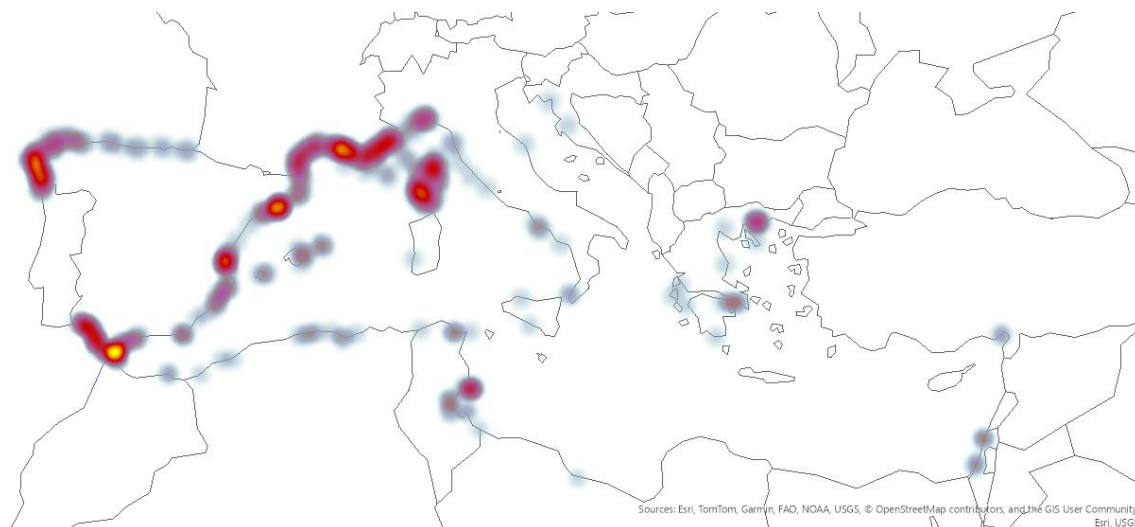 Sources: Esri, TomTom, Garmin, FAO, NOAA, USGS, © OpenStreetMap contributors, and the GIS User Community
Esri, USGS